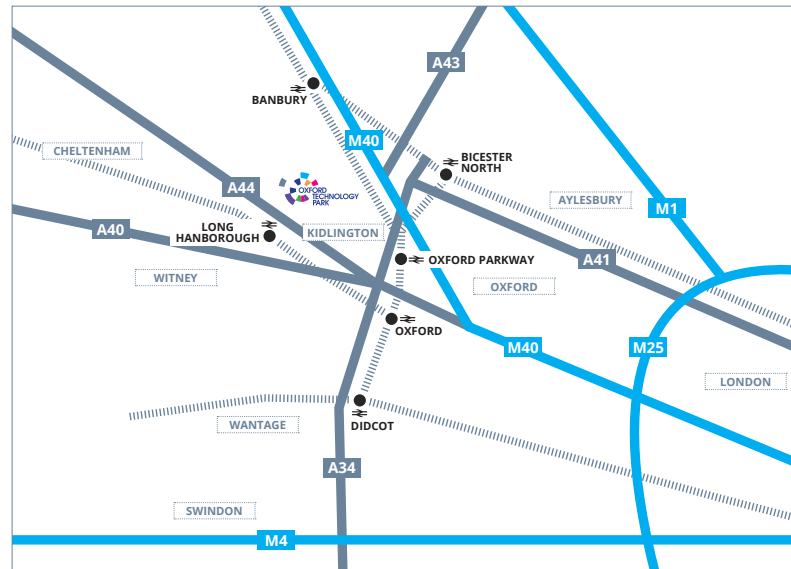 A43
BANBURY
M40
CHELTENHAM
BICESTER
NORTH
A44
OXFORD
TECHNOLOGY
PARK
AYLESBURY
M1
A40
LONG
HANBOROUGH
KIDLINGTON
OXFORD PARKWAY
A41
WITNEY
OXFORD
OXFORD
M40
M25
LONDON
WANTAGE
DIDCOT
A34
SWINDON
M4